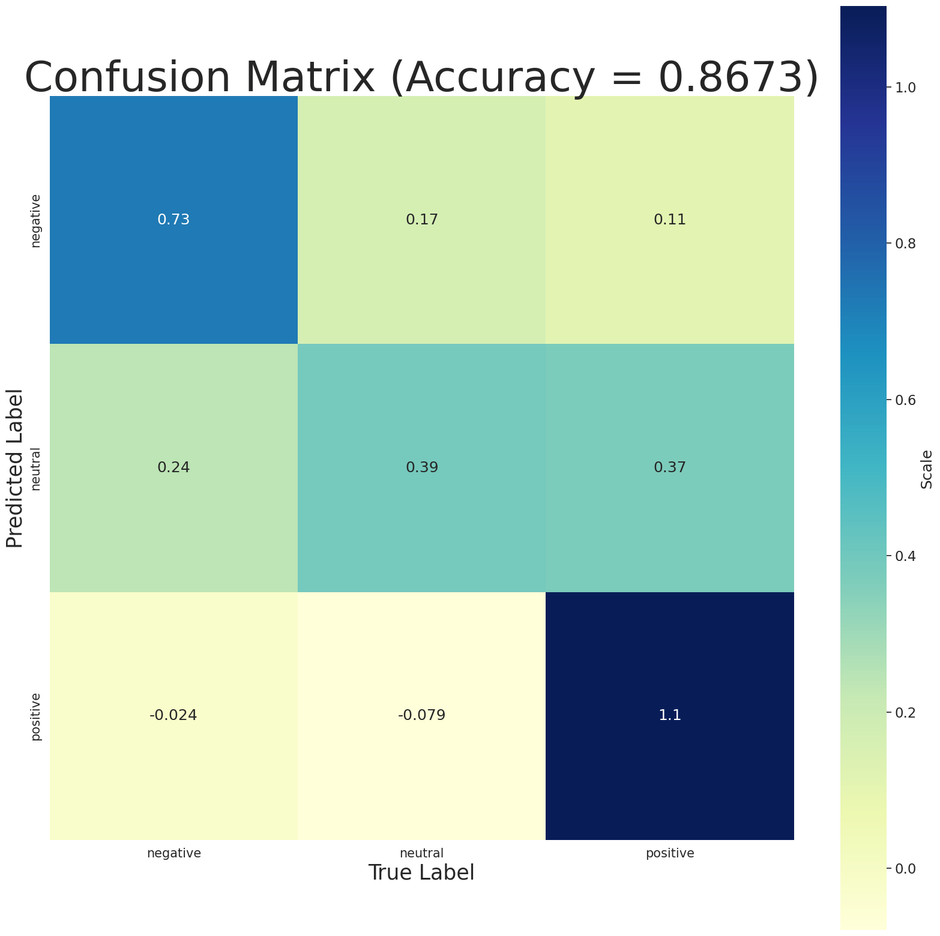 Confusion Matrix (Accuracy = 0.8673)
negative
0.73
0.17
0.11
Predicted Label
neutral
0.24
0.39
0.37
positive
-0.024
-0.079
1.1
negative
neutral
positive
True Label
1.0
0.8
0.6
0.4
0.2
0.0
Scale